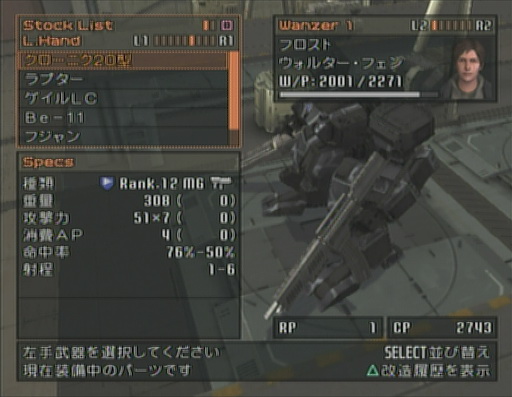 Stock List
L.Hand L1 R1
クローニク20型
ラプター
ゲイルLC
Be-11
フジャン
Specs
種類 Rank.12 MG
重量 308 ( 0)
攻撃力 51×7 ( 0)
消費AP 4 ( 0)
命中率 76%-50%
射程 1-6
Wanzer 1 L2 R2
フロスト
ウォルター・フェン
W/P:2001/2271
RP 1 CP 2743
左手武器を選択してください
現在装備中のパーツです
SELECT並び替え
△改造履歴を表示